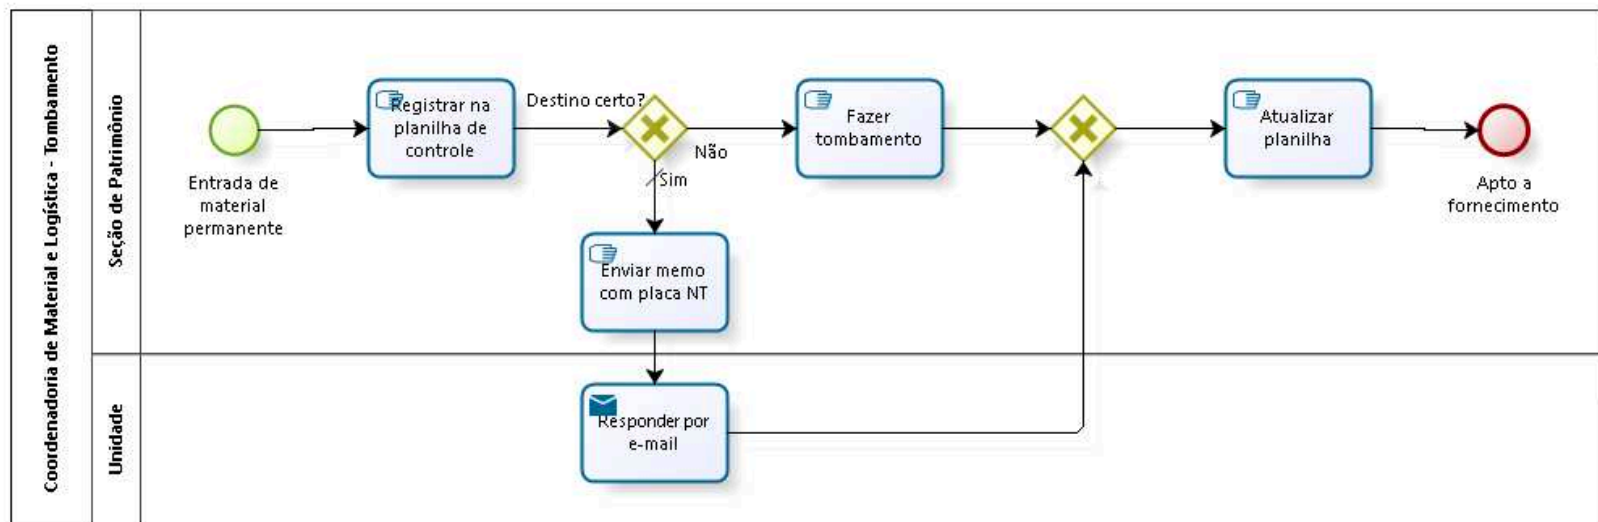 Coordenadoria de Material e Logística - Tombamento
Seção de Patrimônio
Entrada de
material
permanente
Registrar na
planilha de
controle
Destino certo?
Não
Sim
Fazer
tombamento
Atualizar
planilha
Apto a
fornecimento
Enviar memo
com placa NT
Unidade
Responder por
e-mail